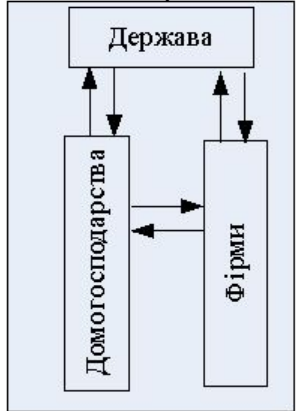 Держава
Домогосподарства
Фірми